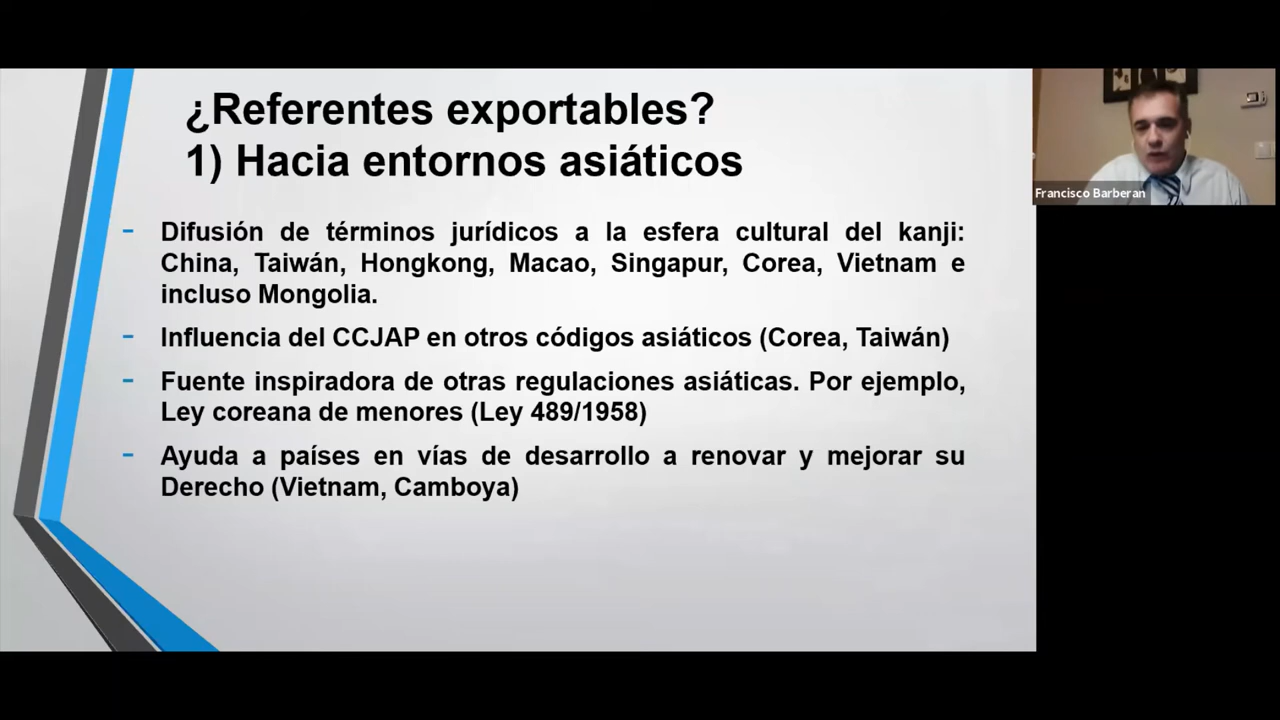 ¿Referentes exportables?
1) Hacia entornos asiáticos
- Difusión de términos jurídicos a la esfera cultural del kanji:
China, Taiwán, Hongkong, Macao, Singapur, Corea, Vietnam e
incluso Mongolia.
- Influencia del CCJAP en otros códigos asiáticos (Corea, Taiwán)
- Fuente inspiradora de otras regulaciones asiáticas. Por ejemplo,
Ley coreana de menores (Ley 489/1958)
- Ayuda a países en vías de desarrollo a renovar y mejorar su
Derecho (Vietnam, Camboya)
Francisco Barberan